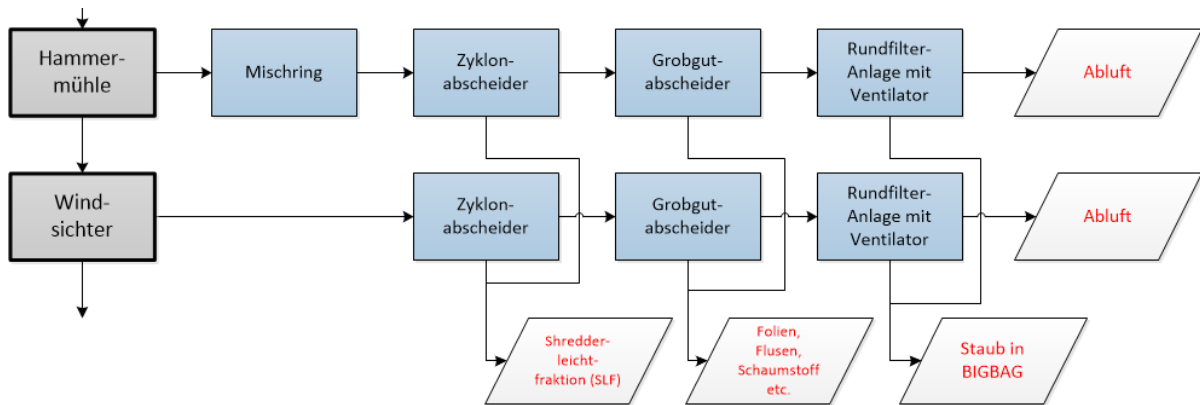 Hammer-
mühle
Mischring
Zyklon-
abscheider
Grobgut-
abscheider
Rundfilter-
Anlage mit
Ventilator
Abluft
Wind-
sichter
Zyklon-
abscheider
Grobgut-
abscheider
Rundfilter-
Anlage mit
Ventilator
Abluft
Shredder-
leicht-
fraktion (SLF)
Folien,
Flusen,
Schaumstoff
etc.
Staub in
BIGBAG